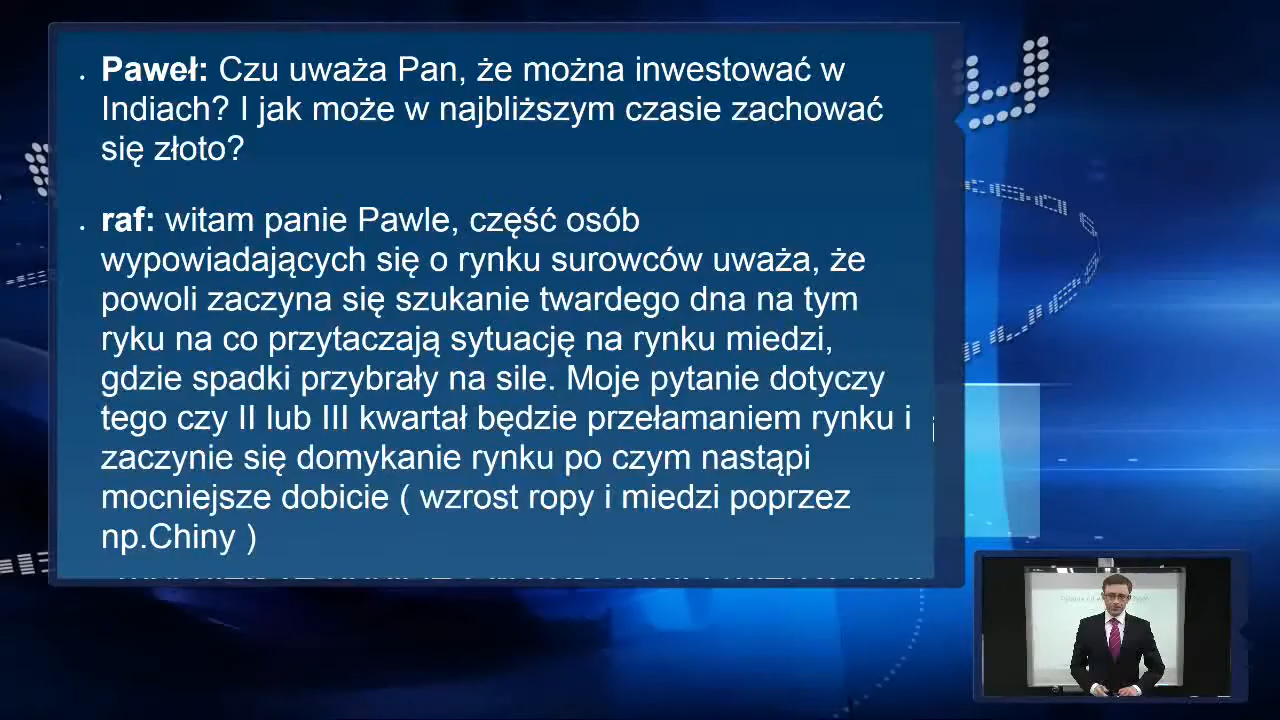 Paweł: Czu uważa Pan, że można inwestować w
Indiach? I jak może w najbliższym czasie zachować
się złoto?
raf: witam panie Pawle, część osób
wypowiadających się o rynku surowców uważa, że
powoli zaczyna się szukanie twardego dna na tym
ryku na co przytaczają sytuację na rynku miedzi,
gdzie spadki przybrały na sile. Moje pytanie dotyczy
tego czy II lub III kwartał będzie przełamaniem rynku i
zaczynie się domykanie rynku po czym nastąpi
mocniejsze dobicie ( wzrost ropy i miedzi poprzez
np.Chiny )